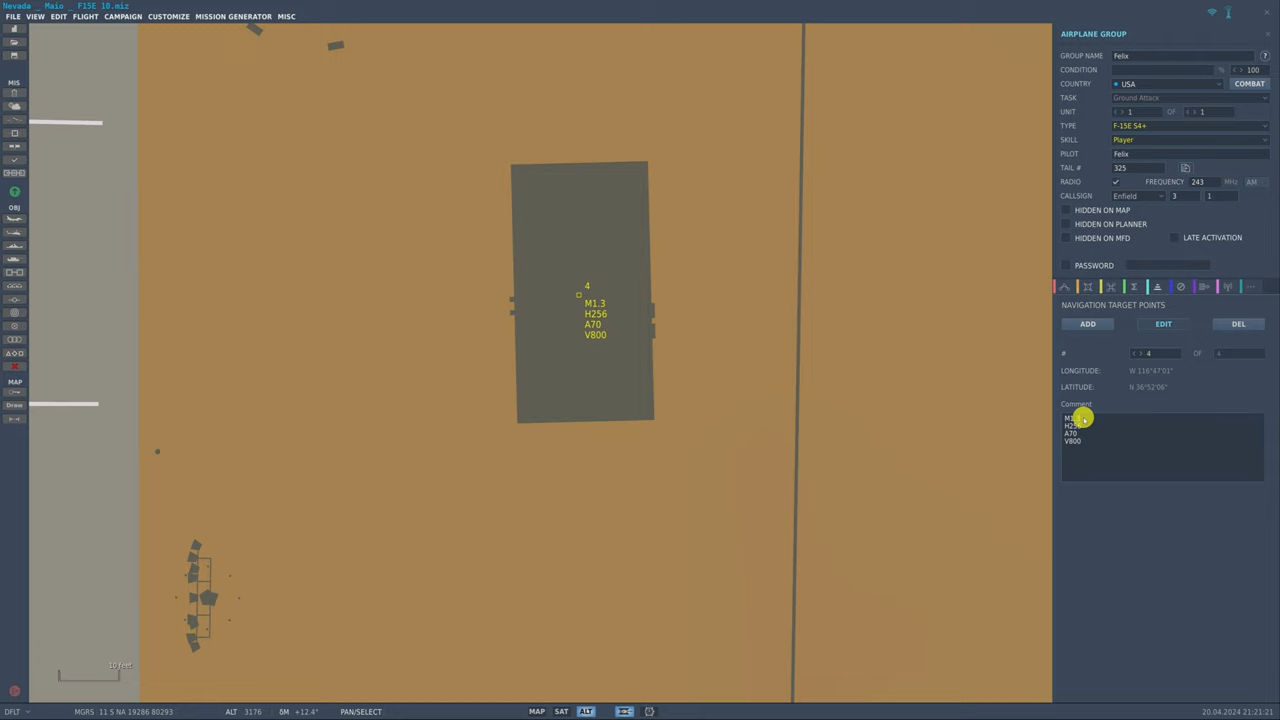 Nevada _ Maio _ F15E 10.miz
FILE VIEW EDIT FLIGHT CAMPAIGN CUSTOMIZE MISSION GENERATOR MISC
MIS
OBJ
MAP
Draw
4
M1.3
H256
A70
V800
10 feet
AIRPLANE GROUP
GROUP NAME Felix ?
CONDITION % <> 100
COUNTRY USA COMBAT
TASK Ground Attack
UNIT <> 1 OF <> 1
TYPE F-15E S4+
SKILL Player
PILOT Felix
TAIL # 325
RADIO FREQUENCY 243 MHz AM
CALLSIGN Enfield 3 1
HIDDEN ON MAP
HIDDEN ON PLANNER
HIDDEN ON MFD LATE ACTIVATION
PASSWORD
NAVIGATION TARGET POINTS
ADD EDIT DEL
# <> 4 OF 4
LONGITUDE: W 116°47'01"
LATITUDE: N 36°52'06"
Comment
M1.3
H256
A70
V800
DFLT MGRS 11 S NA 19286 80293 ALT 3176 δM +12.4° PAN/SELECT MAP SAT ALT 20.04.2024 21:21:21